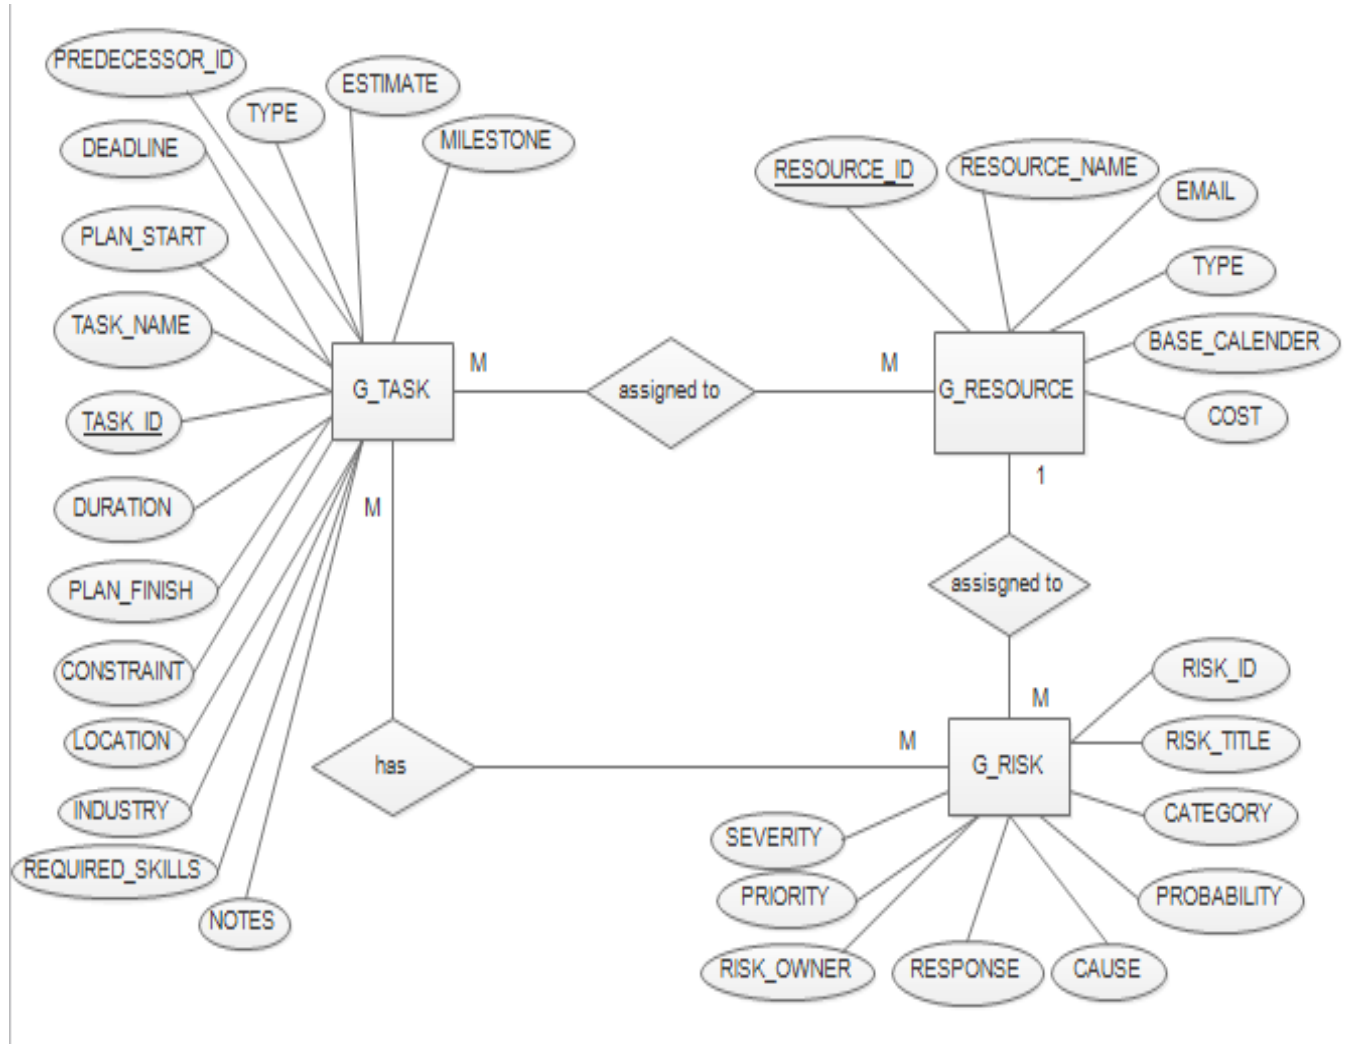 PREDECESSOR_ID
TYPE
ESTIMATE
MILESTONE
DEADLINE
PLAN_START
TASK_NAME
TASK_ID
DURATION
PLAN_FINISH
CONSTRAINT
LOCATION
INDUSTRY
REQUIRED_SKILLS
NOTES
G_TASK
M
assigned to
M
G_RESOURCE
RESOURCE_ID
RESOURCE_NAME
EMAIL
TYPE
BASE_CALENDER
COST
1
assisgned to
M
M
has
M
G_RISK
RISK_ID
RISK_TITLE
CATEGORY
PROBABILITY
SEVERITY
PRIORITY
RISK_OWNER
RESPONSE
CAUSE